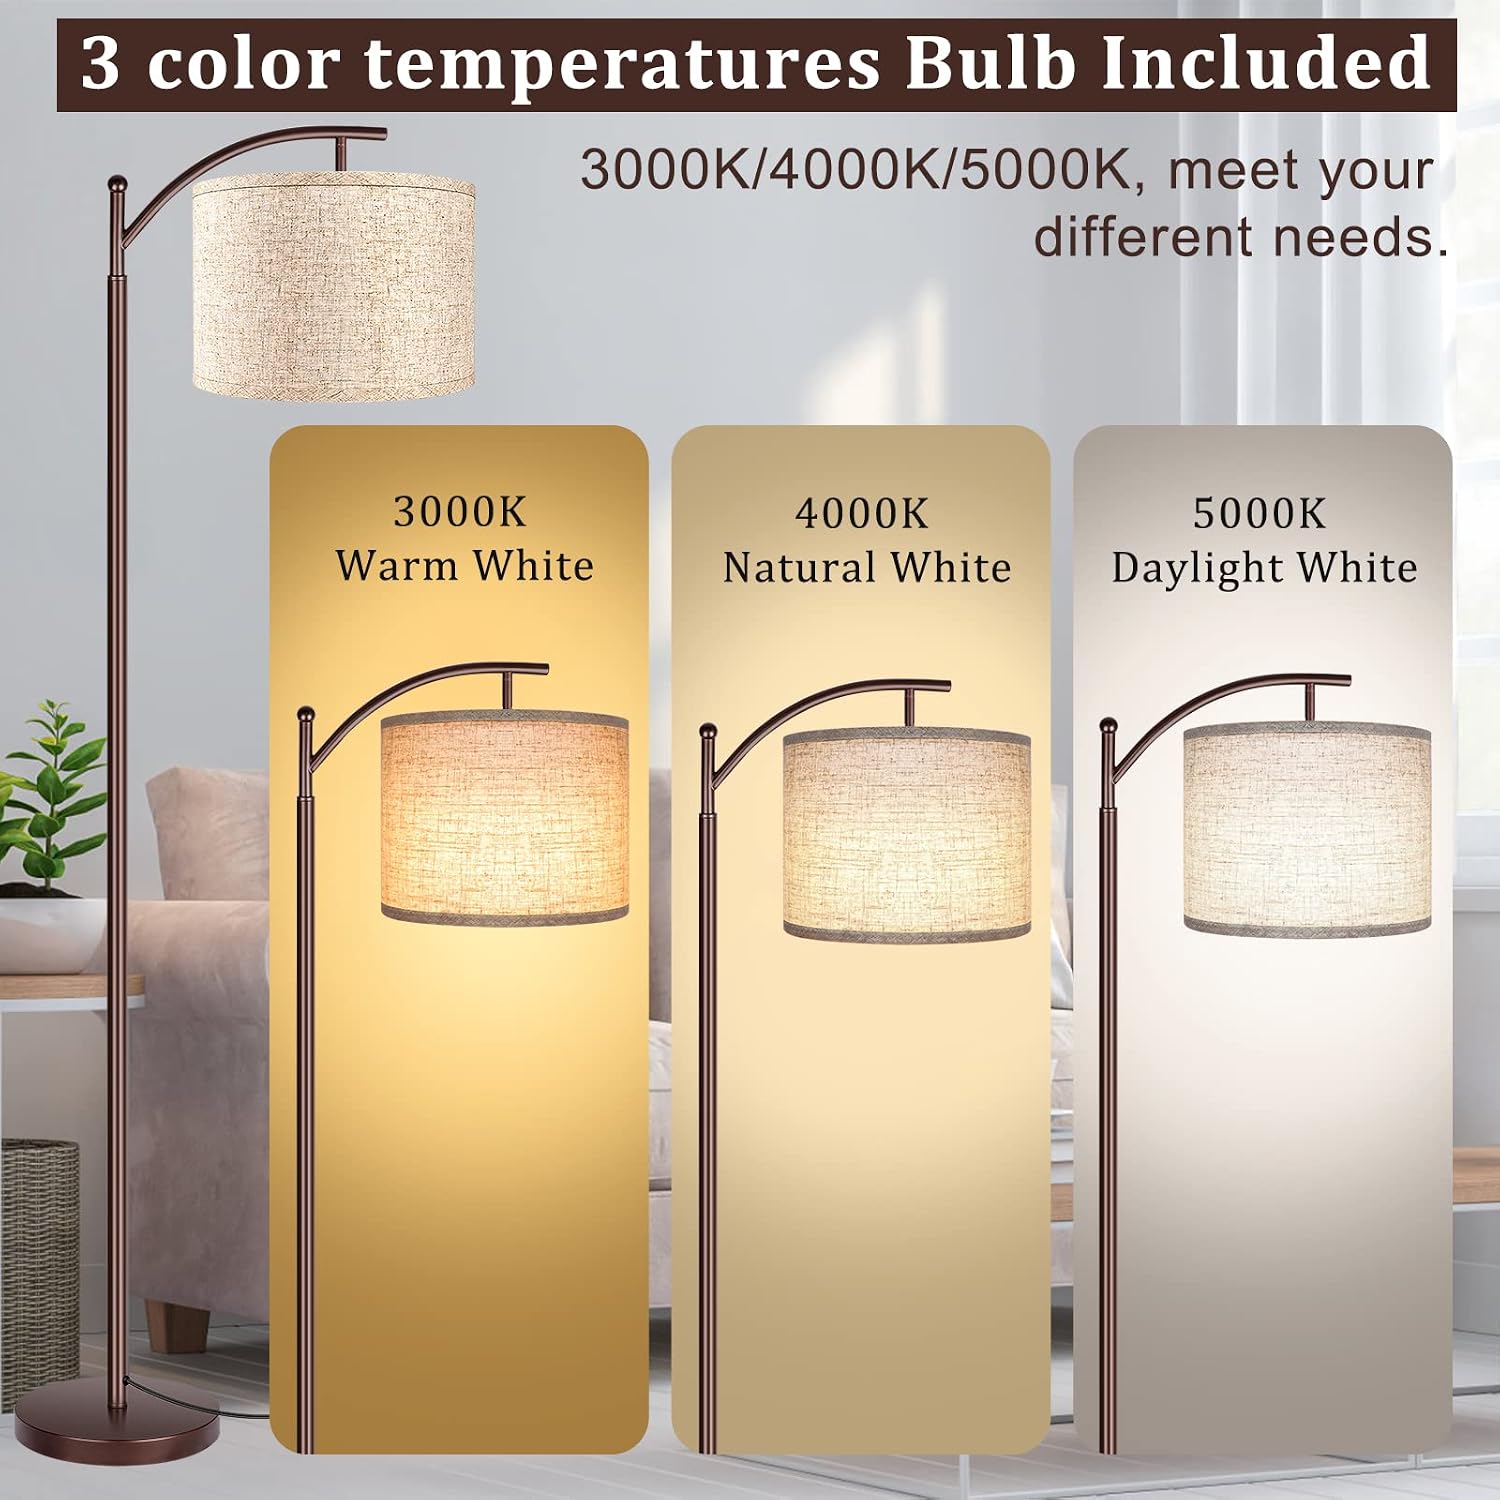 3 color temperatures Bulb Included
3000K/4000K/5000K, meet your
different needs.
3000K
Warm White
4000K
Natural White
5000K
Daylight White